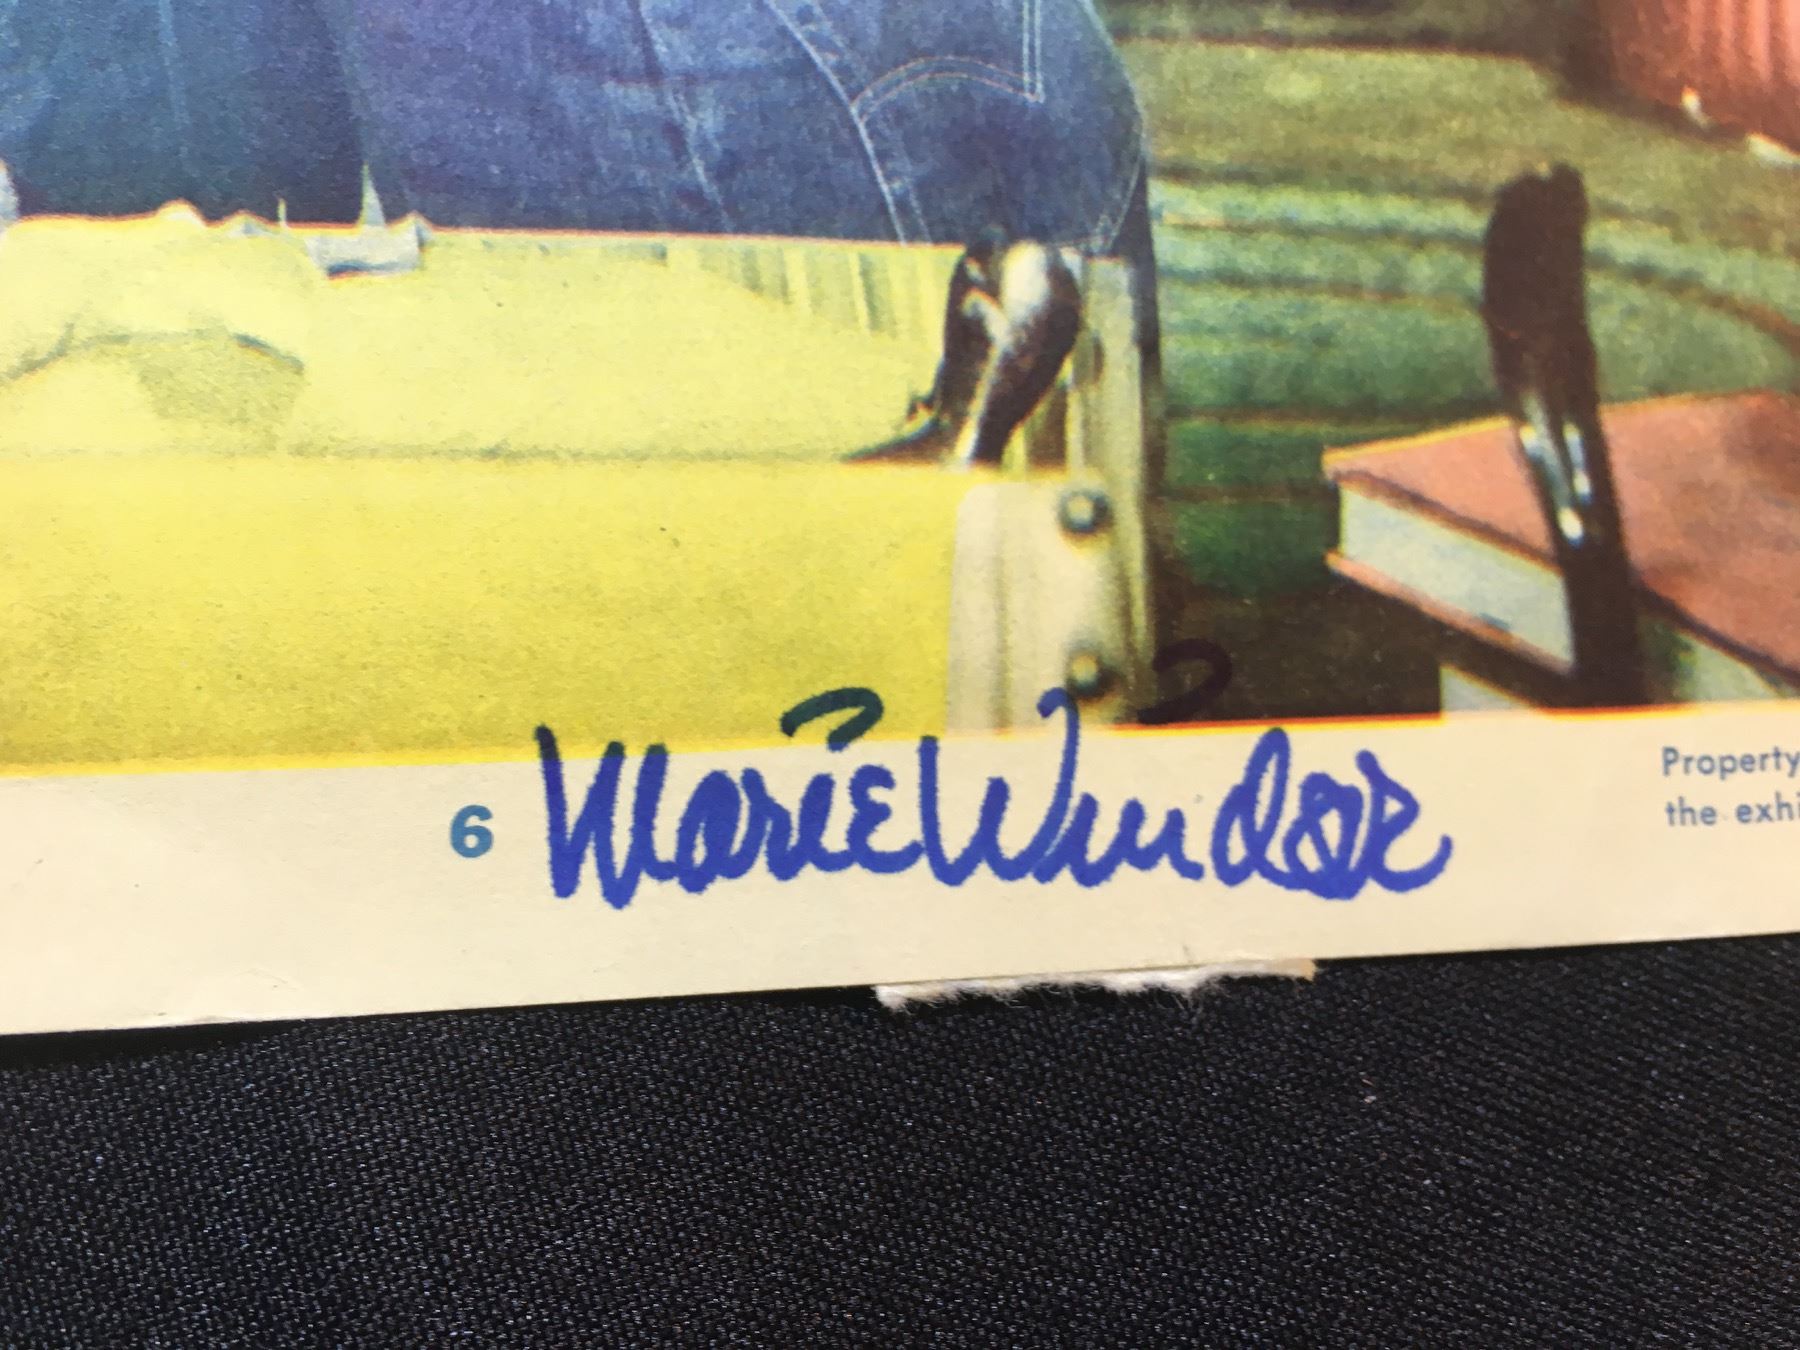 6 Marie Windsor
Property
the exhi